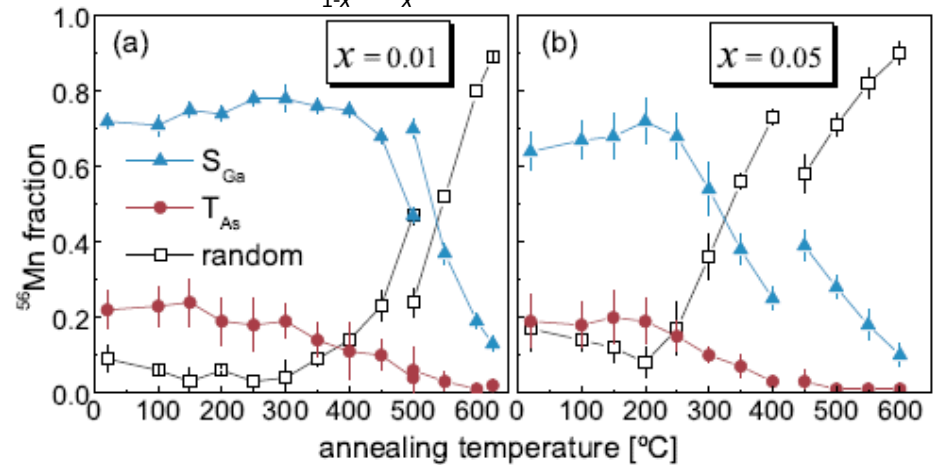 1-x x
1.0
0.8
0.6
0.4
0.2
0.0
⁵⁶Mn fraction
(a)
x = 0.01
S_Ga
T_As
random
0 100 200 300 400 500 600
(b)
x = 0.05
100 200 300 400 500 600
annealing temperature [ºC]